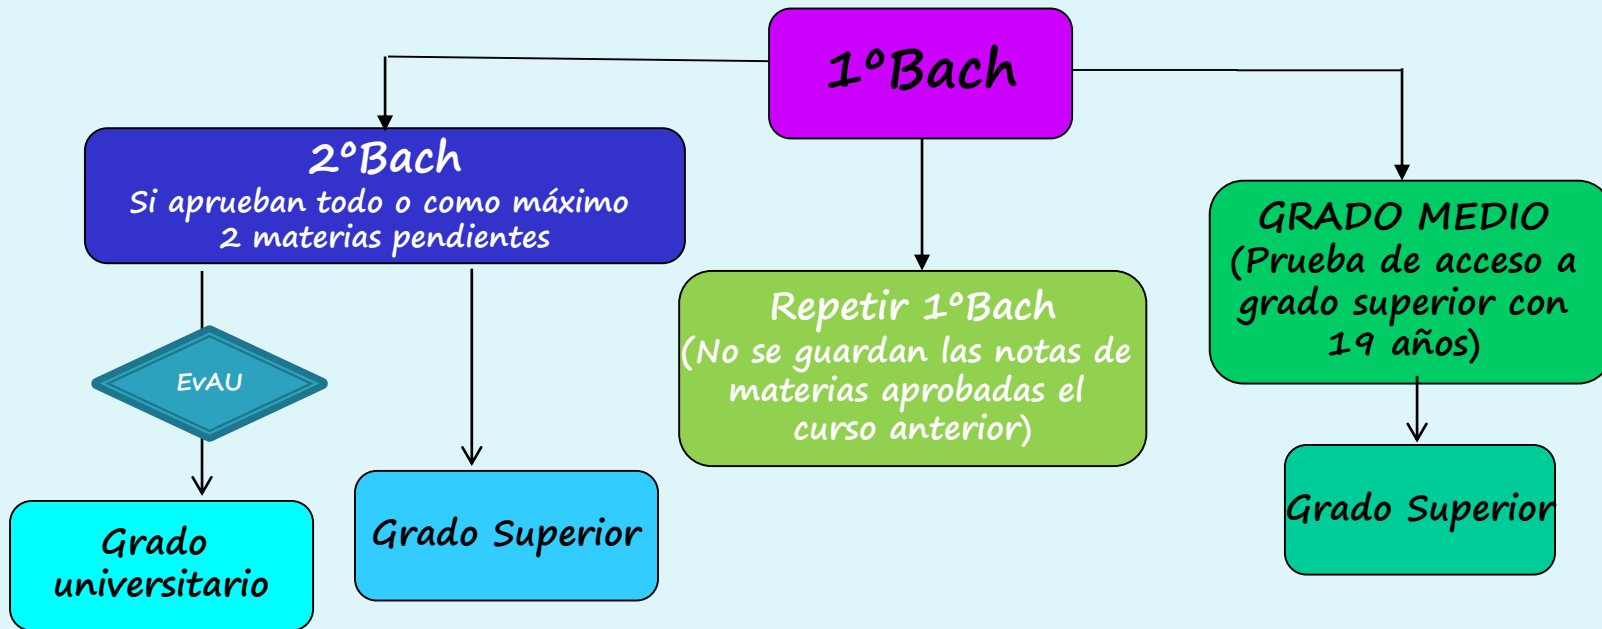 1ºBach
2ºBach
Si aprueban todo o como máximo
2 materias pendientes
GRADO MEDIO
(Prueba de acceso a
grado superior con
19 años)
Repetir 1ºBach
(No se guardan las notas de
materias aprobadas el
curso anterior)
EvAU
Grado
universitario
Grado Superior
Grado Superior